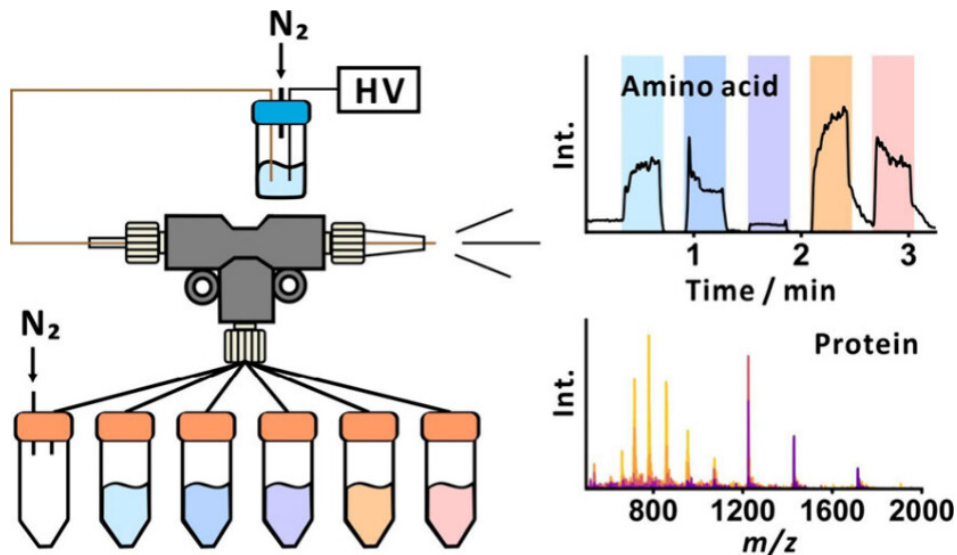 N₂
HV
N₂
Amino acid
Int.
1 2 3
Time / min
Protein
Int.
800 1200 1600 2000
m/z